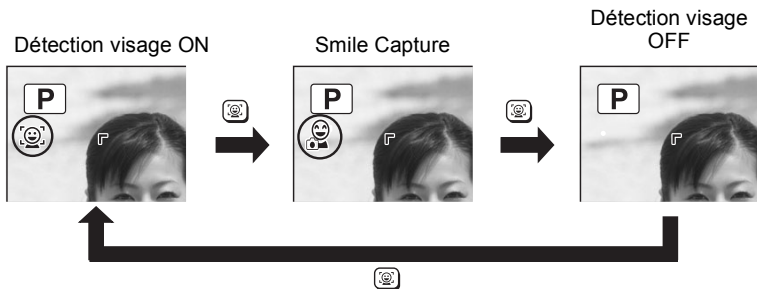 Détection visage ON
Smile Capture
Détection visage
OFF
P
P
P